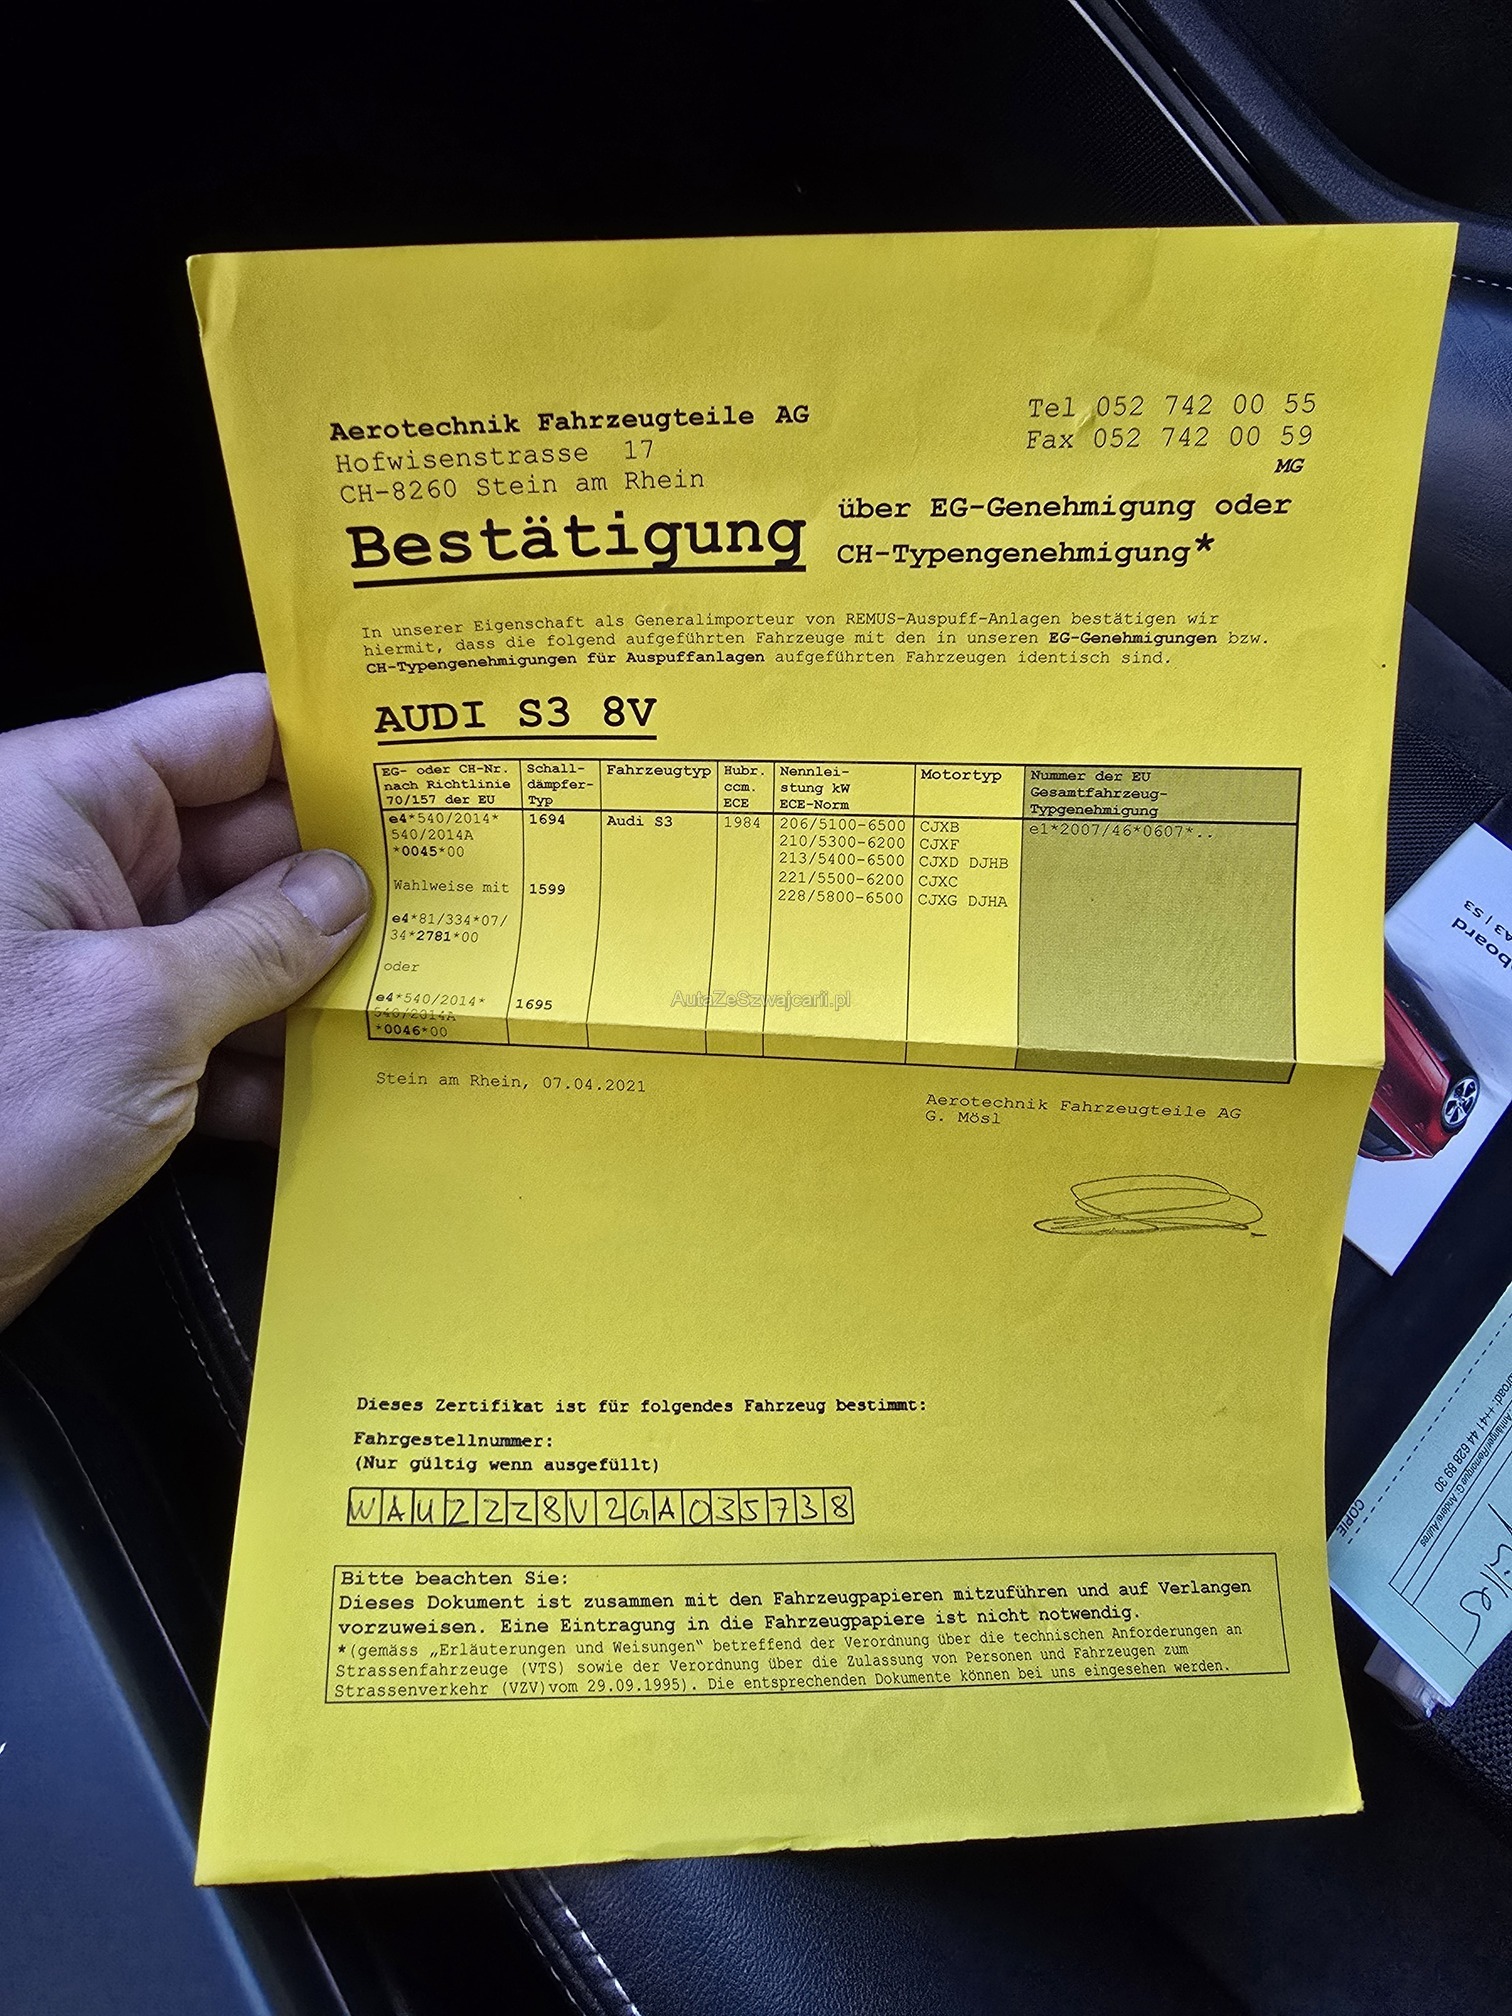 Aerotechnik Fahrzeugteile AG
Hofwisenstrasse 17
CH-8260 Stein am Rhein
Tel 052 742 00 55
Fax 052 742 00 59
MG
Bestätigung
über EG-Genehmigung oder
CH-Typengenehmigung*
In unserer Eigenschaft als Generalimporteur von REMUS-Auspuff-Anlagen bestätigen wir
hiermit, dass die folgend aufgeführten Fahrzeuge mit den in unseren EG-Genehmigungen bzw.
CH-Typengenehmigungen für Auspuffanlagen aufgeführten Fahrzeugen identisch sind.
AUDI S3 8V
EG- oder CH-Nr.
nach Richtlinie
70/157 der EU
Schall-
dämpfer-
Typ
Fahrzeugtyp
Hubr.
ccm.
ECE
Nennlei-
stung kW
ECE-Norm
Motortyp
Nummer der EU
Gesamtfahrzeug-
Typgenehmigung
e4*540/2014*
540/2014A
*0045*00
1694
Audi S3
1984
206/5100-6500 CJXB
210/5300-6200 CJXF
213/5400-6500 CJXD DJHB
221/5500-6200 CJXC
228/5800-6500 CJXG DJHA
e1*2007/46*0607*..
Wahlweise mit 1599
e4*81/334*07/
34*2781*00
oder
e4*540/2014* 1695
540/2014A
*0046*00
AutaZeSzwajcarii.pl
Stein am Rhein, 07.04.2021
Aerotechnik Fahrzeugteile AG
G. Mösl
Dieses Zertifikat ist für folgendes Fahrzeug bestimmt:
Fahrgestellnummer:
(Nur gültig wenn ausgefüllt)
WAUZZZ8V2GA035738
Bitte beachten Sie:
Dieses Dokument ist zusammen mit den Fahrzeugpapieren mitzuführen und auf Verlangen
vorzuweisen. Eine Eintragung in die Fahrzeugpapiere ist nicht notwendig.
*(gemäss „Erläuterungen und Weisungen" betreffend der Verordnung über die technischen Anforderungen an
Strassenfahrzeuge (VTS) sowie der Verordnung über die Zulassung von Personen und Fahrzeugen zum
Strassenverkehr (VZV)vom 29.09.1995). Die entsprechenden Dokumente können bei uns eingesehen werden.
A3 | S3
++41 44 628 89 30
COPIE